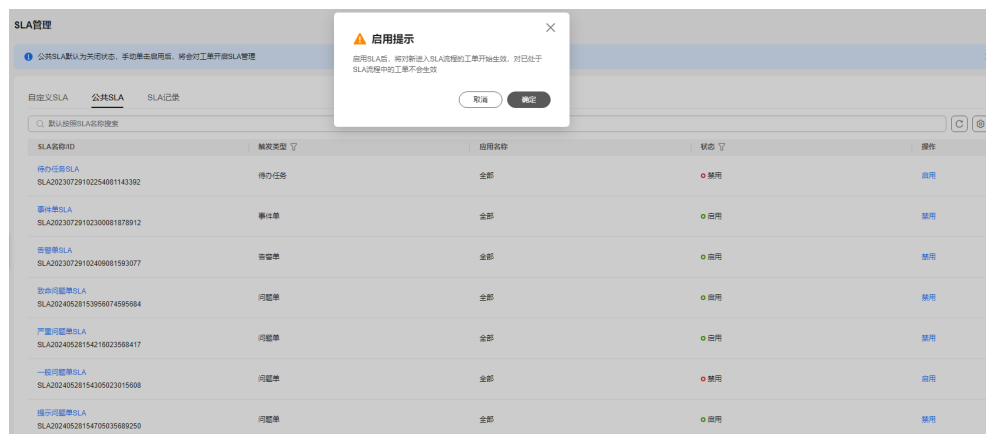 SLA管理
启用提示
启用SLA后，将对新进入SLA流程的工单开始生效，对已处于
SLA流程中的工单不会生效
取消 确定
公共SLA默认为关闭状态，手动单击启用后，将会对工单开启SLA管理
自定义SLA 公共SLA SLA记录
默认按照SLA名称搜索
SLA名称/ID 触发类型 应用名称 状态 操作
待办任务SLA
SLA20230729102254081143392 待办任务 全部 禁用 启用
事件单SLA
SLA20230729102300081878912 事件单 全部 启用 禁用
告警单SLA
SLA20230729102409081593077 告警单 全部 启用 禁用
致命问题单SLA
SLA20240528153956074595684 问题单 全部 启用 禁用
严重问题单SLA
SLA20240528154216023568417 问题单 全部 启用 禁用
一般问题单SLA
SLA20240528154305023015608 问题单 全部 禁用 启用
提示问题单SLA
SLA20240528154705035689250 问题单 全部 启用 禁用